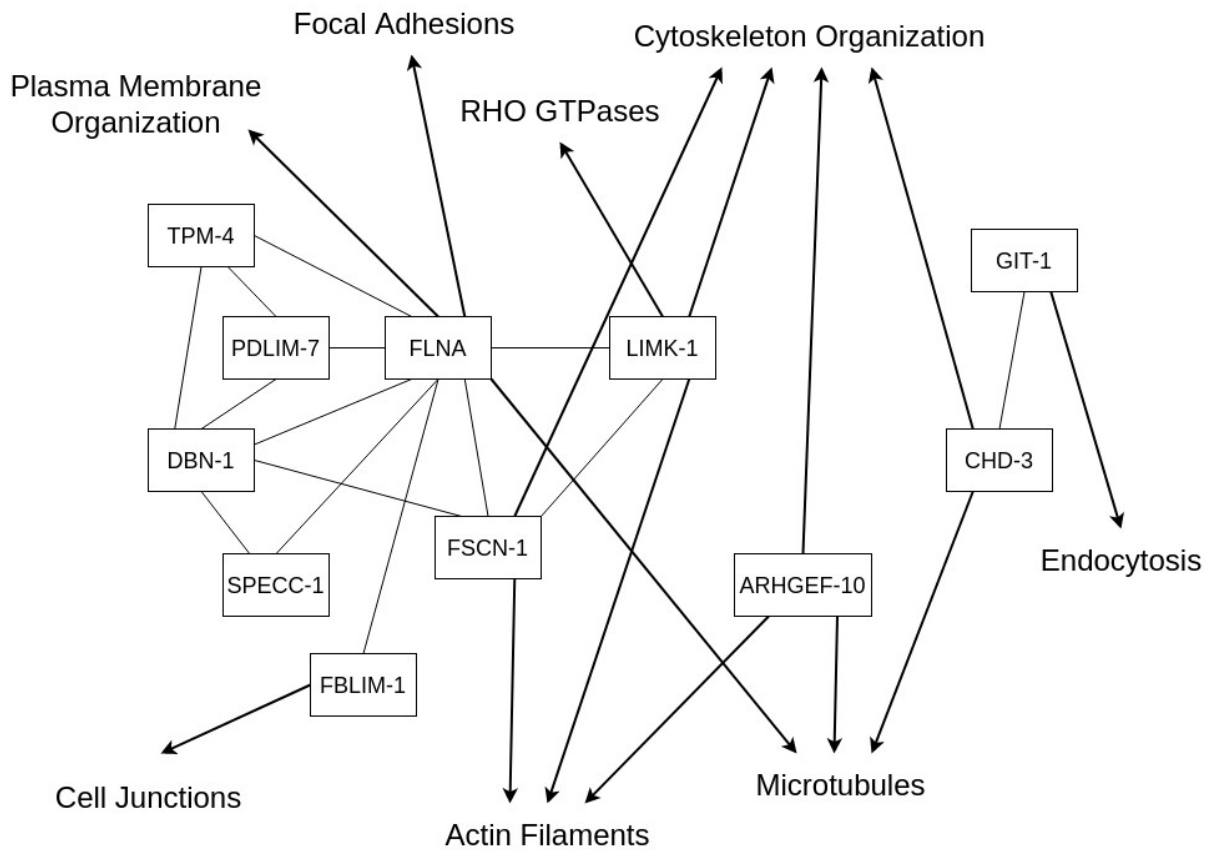 Focal Adhesions
Cytoskeleton Organization
Plasma Membrane
Organization
RHO GTPases
TPM-4
GIT-1
PDLIM-7
FLNA
LIMK-1
DBN-1
CHD-3
FSCN-1
Endocytosis
SPECC-1
ARHGEF-10
FBLIM-1
Cell Junctions
Microtubules
Actin Filaments